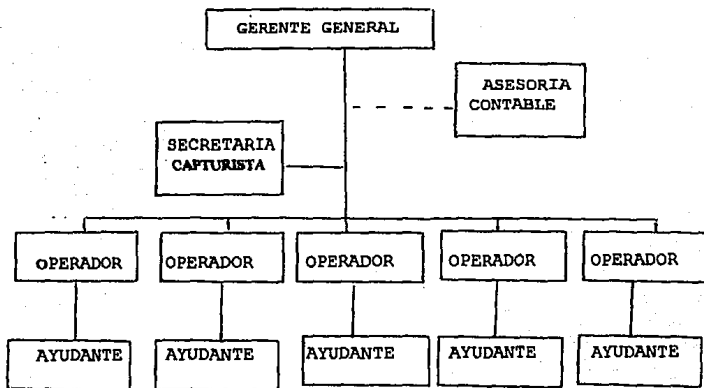 GERENTE GENERAL
ASESORIA
CONTABLE
SECRETARIA
CAPTURISTA
OPERADOR OPERADOR OPERADOR OPERADOR OPERADOR
AYUDANTE AYUDANTE AYUDANTE AYUDANTE AYUDANTE